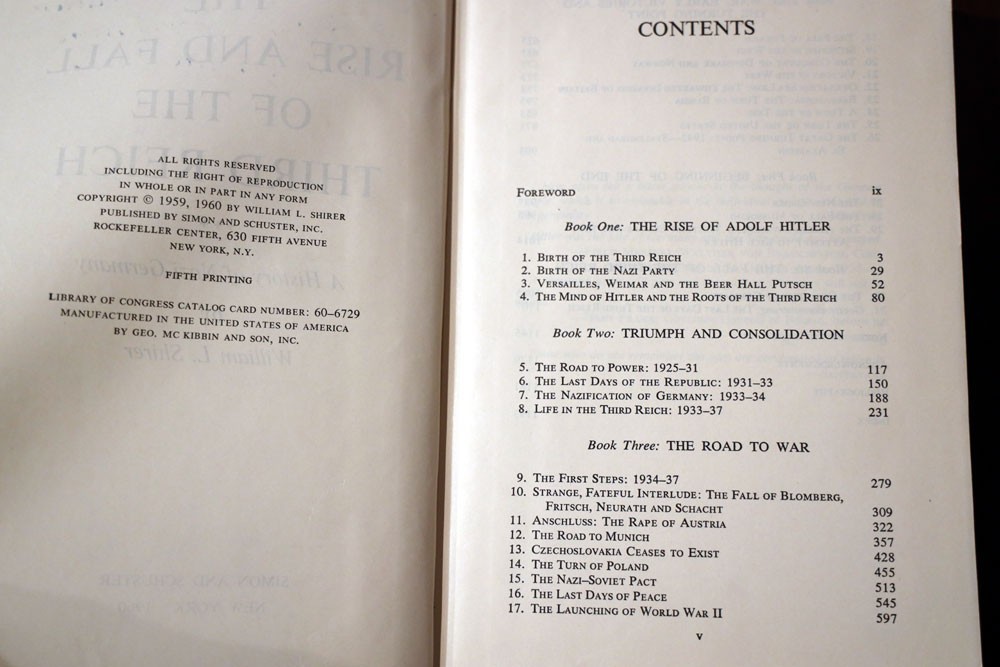 ALL RIGHTS RESERVED
INCLUDING THE RIGHT OF REPRODUCTION
IN WHOLE OR IN PART IN ANY FORM
COPYRIGHT © 1959, 1960 BY WILLIAM L. SHIRER
PUBLISHED BY SIMON AND SCHUSTER, INC.
ROCKEFELLER CENTER, 630 FIFTH AVENUE
NEW YORK, N.Y.
FIFTH PRINTING
LIBRARY OF CONGRESS CATALOG CARD NUMBER: 60–6729
MANUFACTURED IN THE UNITED STATES OF AMERICA
BY GEO. MC KIBBIN AND SON, INC.
CONTENTS
FOREWORD ix
Book One: THE RISE OF ADOLF HITLER
1. BIRTH OF THE THIRD REICH 3
2. BIRTH OF THE NAZI PARTY 29
3. VERSAILLES, WEIMAR AND THE BEER HALL PUTSCH 52
4. THE MIND OF HITLER AND THE ROOTS OF THE THIRD REICH 80
Book Two: TRIUMPH AND CONSOLIDATION
5. THE ROAD TO POWER: 1925–31 117
6. THE LAST DAYS OF THE REPUBLIC: 1931–33 150
7. THE NAZIFICATION OF GERMANY: 1933–34 188
8. LIFE IN THE THIRD REICH: 1933–37 231
Book Three: THE ROAD TO WAR
9. THE FIRST STEPS: 1934–37 279
10. STRANGE, FATEFUL INTERLUDE: THE FALL OF BLOMBERG,
FRITSCH, NEURATH AND SCHACHT 309
11. ANSCHLUSS: THE RAPE OF AUSTRIA 322
12. THE ROAD TO MUNICH 357
13. CZECHOSLOVAKIA CEASES TO EXIST 428
14. THE TURN OF POLAND 455
15. THE NAZI–SOVIET PACT 513
16. THE LAST DAYS OF PEACE 545
17. THE LAUNCHING OF WORLD WAR II 597
v